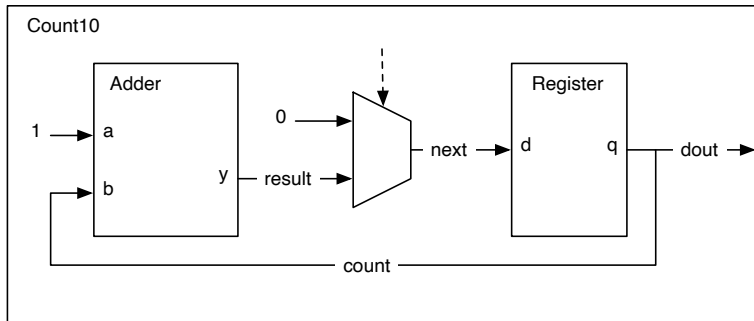 Count10
Adder
Register
0
1
a
b
y
result
next
d
q
dout
count